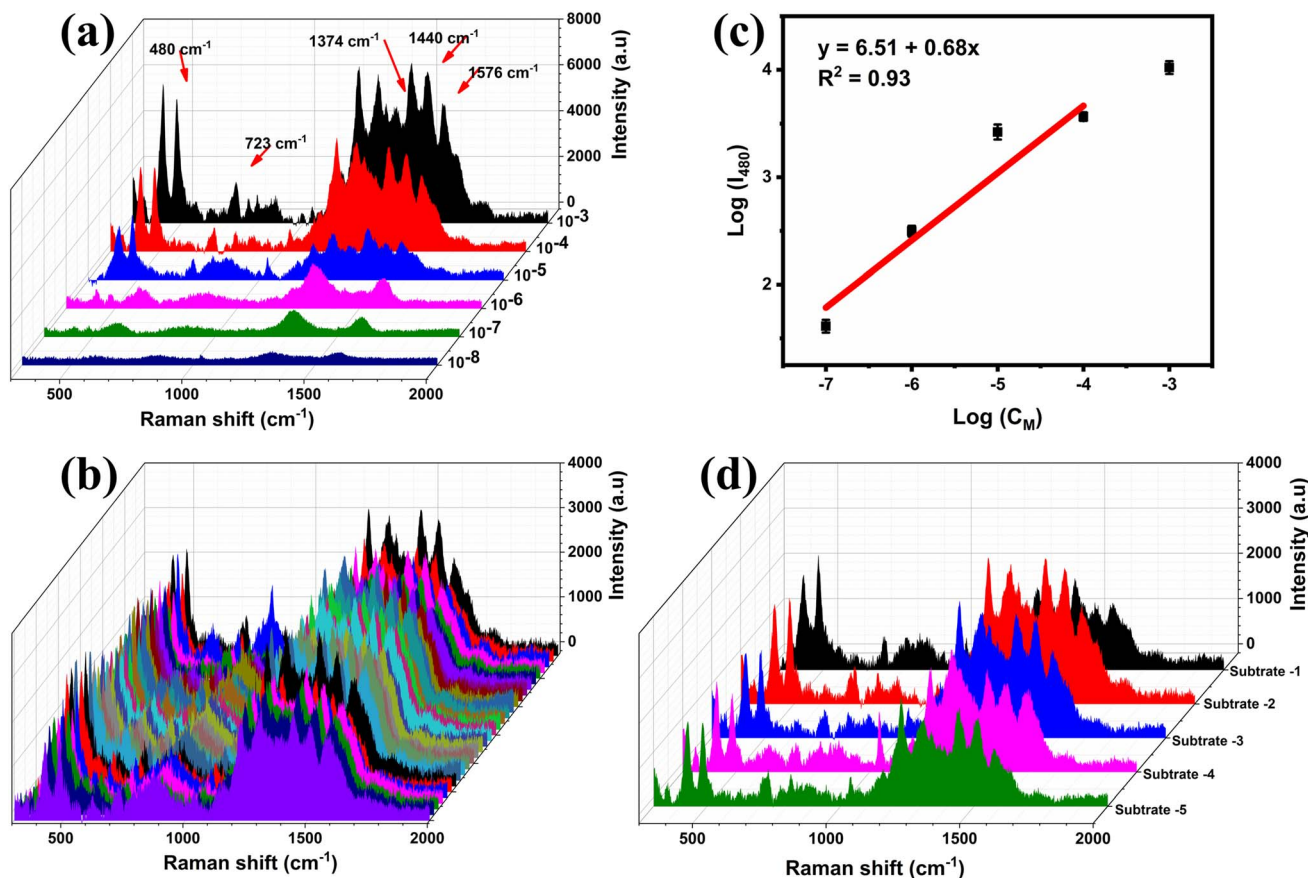 (a)
480 cm⁻¹
723 cm⁻¹
1374 cm⁻¹
1440 cm⁻¹
1576 cm⁻¹
8000
6000
4000
2000
0
Intensity (a.u)
10⁻³
10⁻⁴
10⁻⁵
10⁻⁶
10⁻⁷
10⁻⁸
500
1000
1500
2000
Raman shift (cm⁻¹)
(c)
y = 6.51 + 0.68x
R² = 0.93
4
3
2
Log (I₄₈₀)
-7
-6
-5
-4
-3
Log (C_M)
(b)
4000
3000
2000
1000
0
Intensity (a.u)
500
1000
1500
2000
Raman shift (cm⁻¹)
(d)
4000
3000
2000
1000
0
Intensity (a.u)
Subtrate -1
Subtrate -2
Subtrate -3
Subtrate -4
Subtrate -5
500
1000
1500
2000
Raman shift (cm⁻¹)